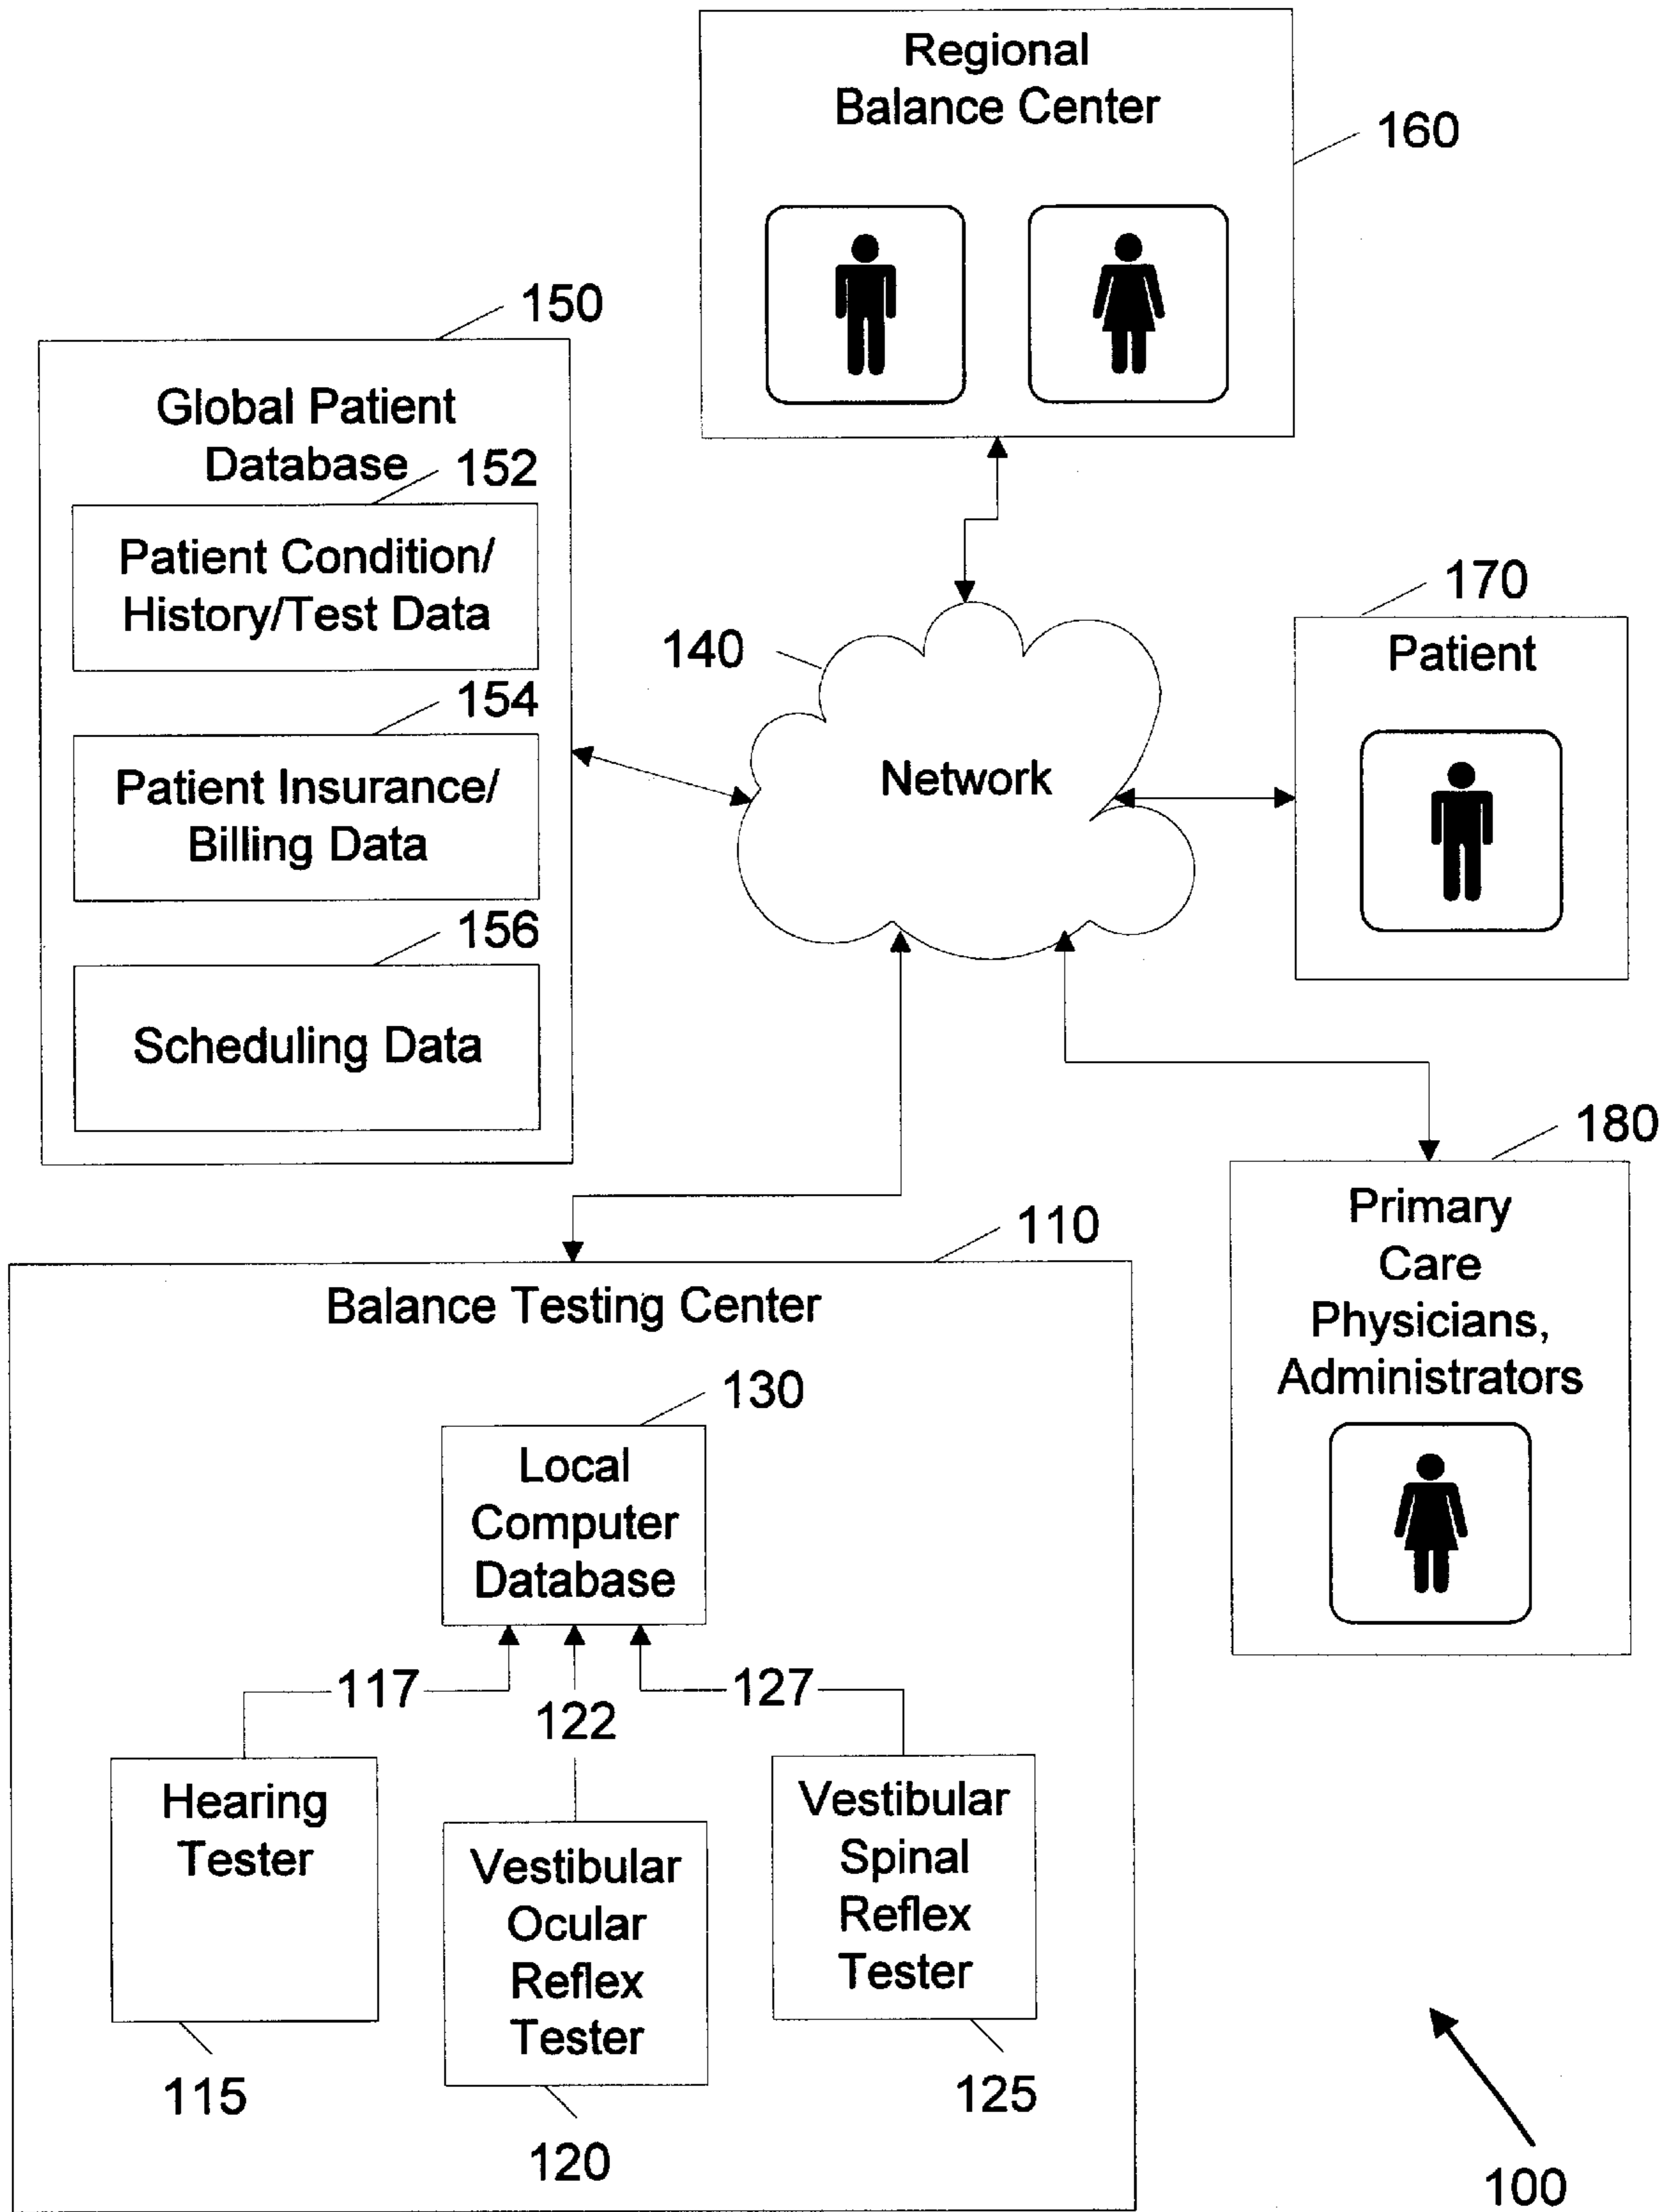 Regional
Balance Center
160
150
Global Patient
Database
152
Patient Condition/
History/Test Data
154
Patient Insurance/
Billing Data
156
Scheduling Data
140
Network
170
Patient
180
Primary
Care
Physicians,
Administrators
110
Balance Testing Center
130
Local
Computer
Database
117
122
127
Hearing
Tester
115
Vestibular
Ocular
Reflex
Tester
120
Vestibular
Spinal
Reflex
Tester
125
100